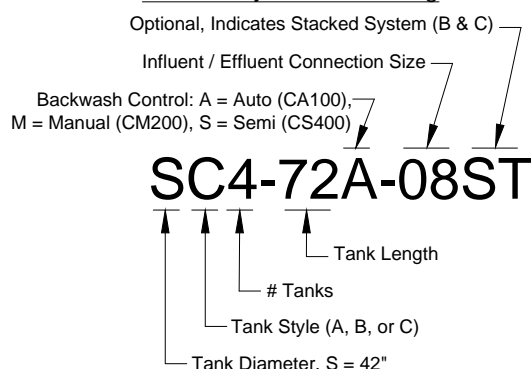 Optional, Indicates Stacked System (B & C)
Influent / Effluent Connection Size
Backwash Control: A = Auto (CA100),
M = Manual (CM200), S = Semi (CS400)
SC4-72A-08ST
Tank Length
# Tanks
Tank Style (A, B, or C)
Tank Diameter, S = 42"